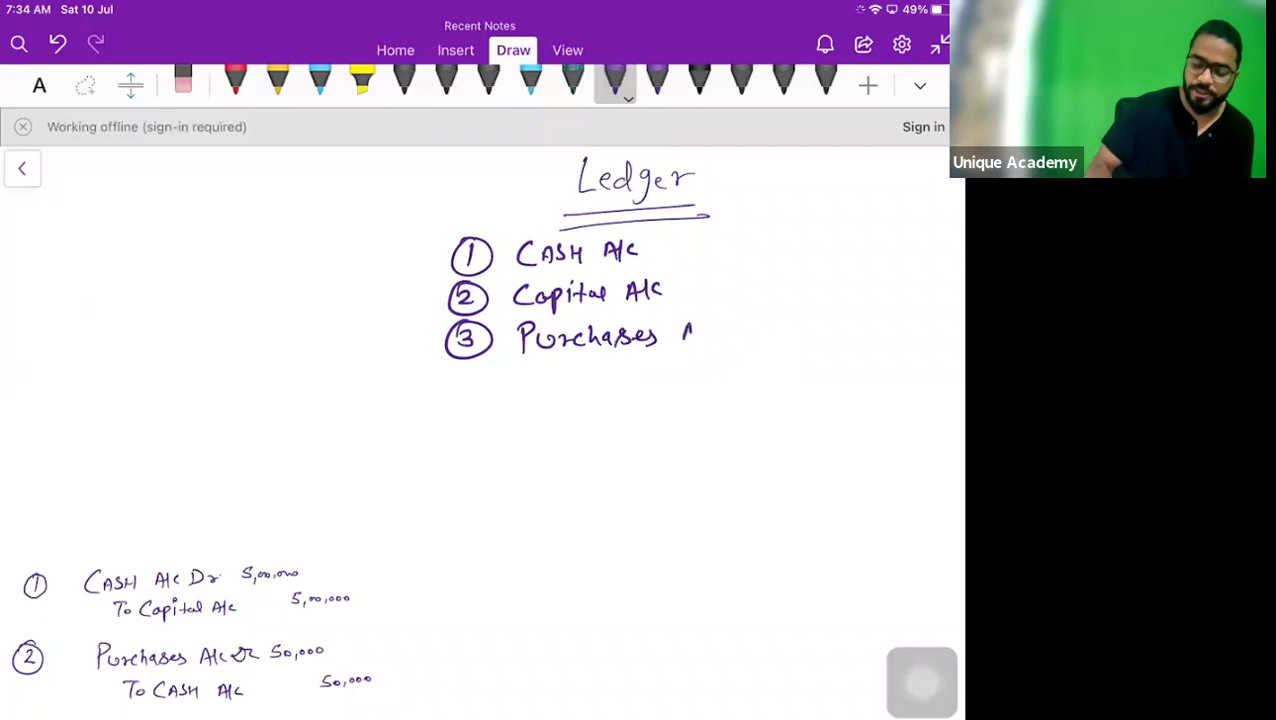 7:34 AM Sat 10 Jul
49%
Recent Notes
Home Insert Draw View
A
Working offline (sign-in required)
Sign in
Unique Academy
Ledger
1 CASH A/c
2 Capital A/c
3 Purchases A
1 CASH A/c Dr 5,00,000
To Capital A/c 5,00,000
2 Purchases A/c Dr 50,000
To CASH A/c 50,000